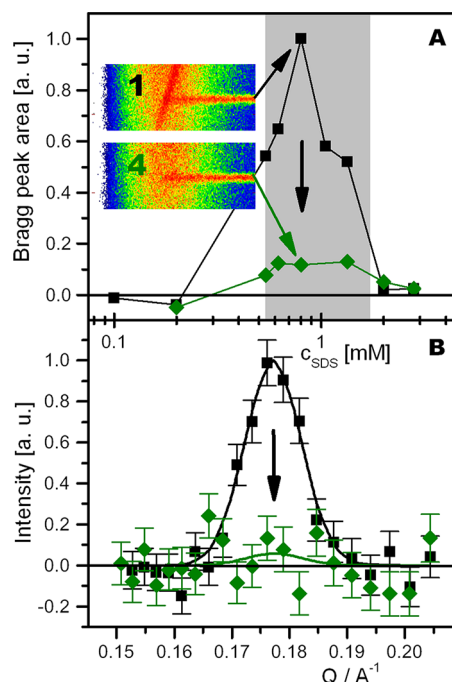 A
Bragg peak area [a. u.]
1.0
0.8
0.6
0.4
0.2
0.0
1
4
0.1
1
c_SDS [mM]
B
Intensity [a. u.]
1.0
0.8
0.6
0.4
0.2
0.0
-0.2
0.15 0.16 0.17 0.18 0.19 0.20
Q / A⁻¹